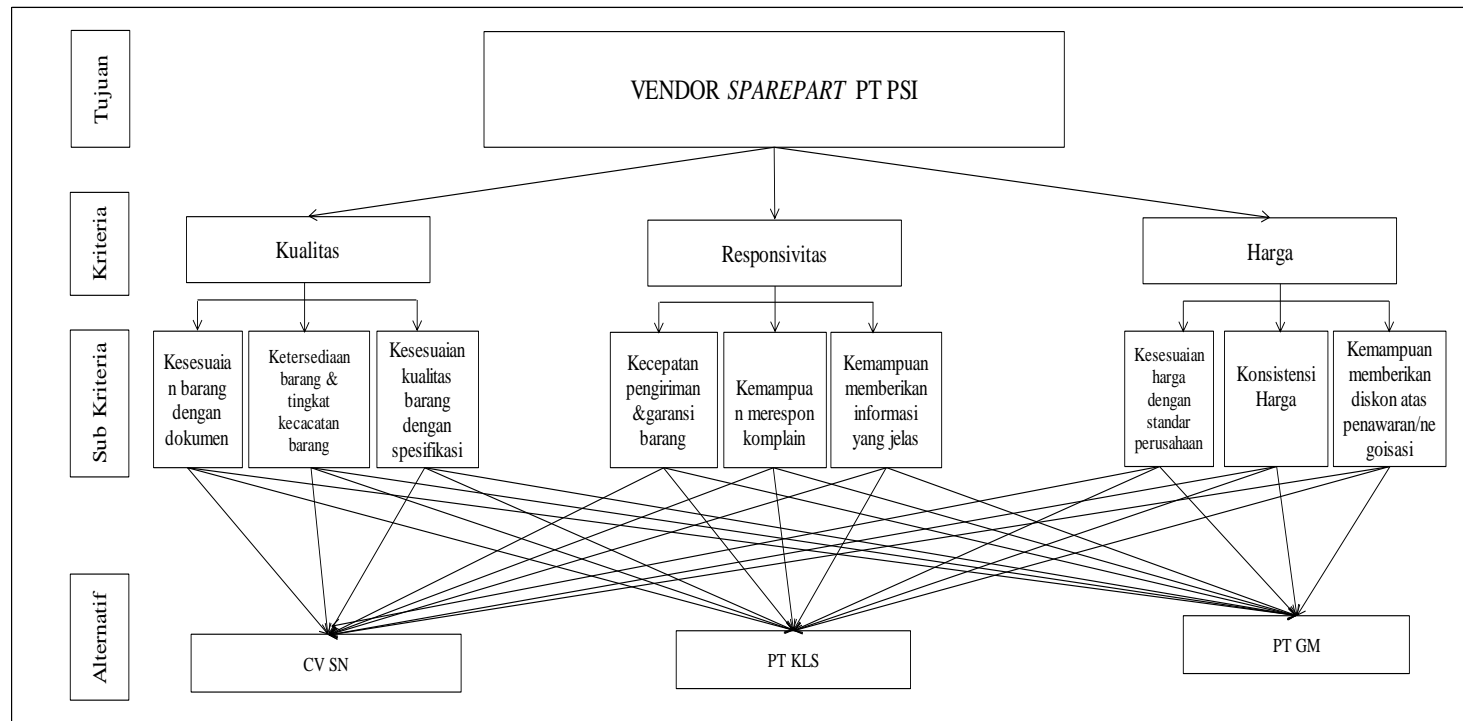 Tujuan
VENDOR SPAREPART PT PSI
Kriteria
Kualitas
Responsivitas
Harga
Sub Kriteria
Kesesuaia
n barang
dengan
dokumen
Ketersediaan
barang &
tingkat
kecacatan
barang
Kesesuaian
kualitas
barang
dengan
spesifikasi
Kecepatan
pengiriman
&garansi
barang
Kemampua
n merespon
komplain
Kemampuan
memberikan
informasi
yang jelas
Kesesuaian
harga
dengan
standar
perusahaan
Konsistensi
Harga
Kemampuan
memberikan
diskon atas
penawaran/ne
goisasi
Alternatif
CV SN
PT KLS
PT GM